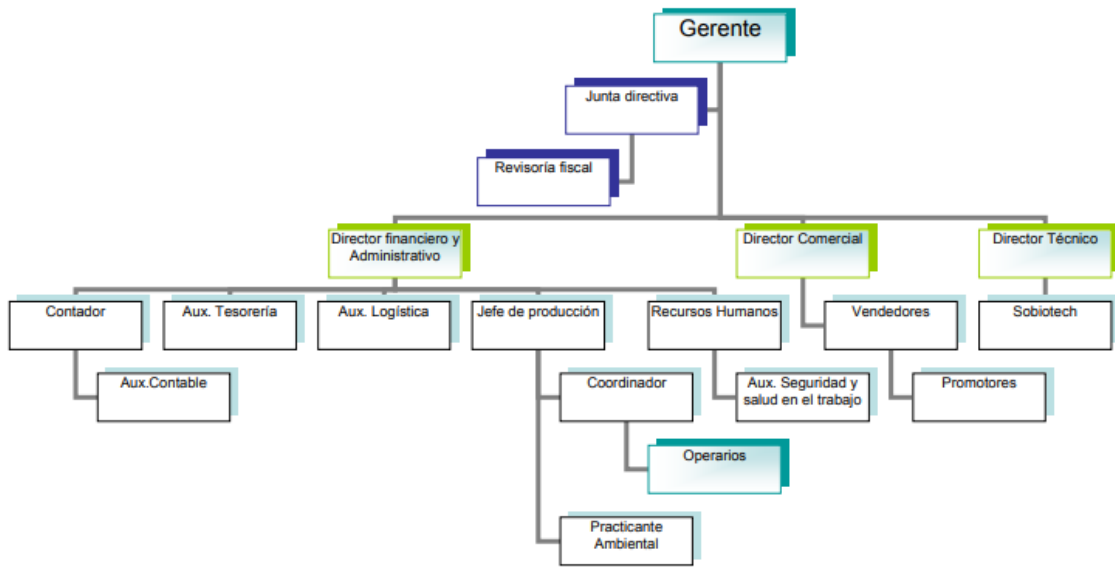 Gerente
Junta directiva
Revisoría fiscal
Director financiero y
Administrativo
Director Comercial
Director Técnico
Contador
Aux. Tesorería
Aux. Logística
Jefe de producción
Recursos Humanos
Vendedores
Sobiotech
Aux.Contable
Coordinador
Aux. Seguridad y
salud en el trabajo
Promotores
Operarios
Practicante
Ambiental